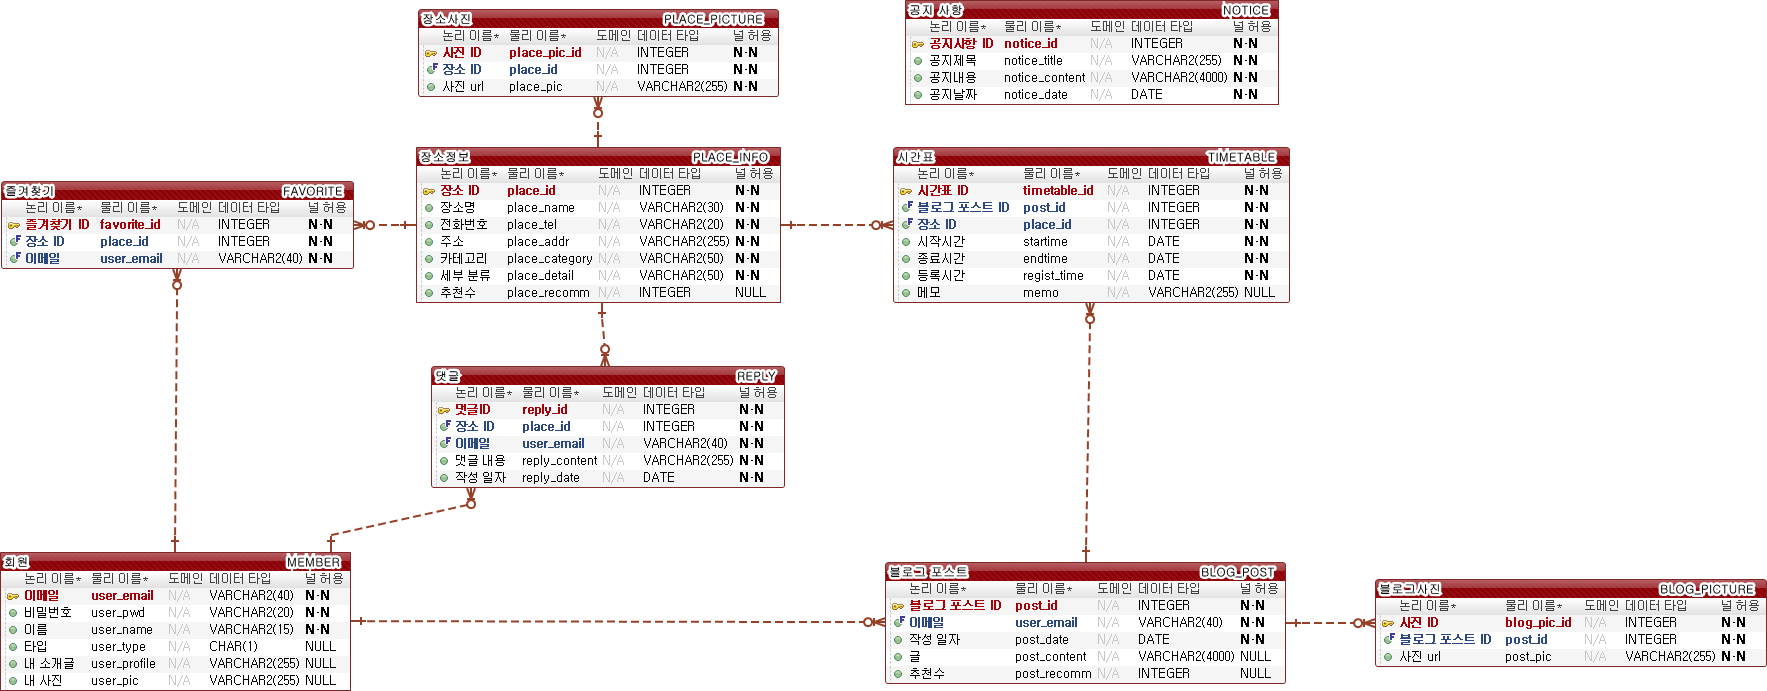 장소사진 PLACE_PICTURE
논리 이름* 물리 이름* 도메인 데이터 타입 널 허용
사진 ID place_pic_id N/A INTEGER N-N
장소 ID place_id N/A INTEGER N-N
사진 url place_pic N/A VARCHAR2(255) N-N
공지 사항 NOTICE
논리 이름* 물리 이름* 도메인 데이터 타입 널 허용
공지사항 ID notice_id N/A INTEGER N-N
공지제목 notice_title N/A VARCHAR2(255) N-N
공지내용 notice_content N/A VARCHAR2(4000) N-N
공지날짜 notice_date N/A DATE N-N
즐겨찾기 FAVORITE
논리 이름* 물리 이름* 도메인 데이터 타입 널 허용
즐겨찾기 ID favorite_id N/A INTEGER N-N
장소 ID place_id N/A INTEGER N-N
이메일 user_email N/A VARCHAR2(40) N-N
장소정보 PLACE_INFO
논리 이름* 물리 이름* 도메인 데이터 타입 널 허용
장소 ID place_id N/A INTEGER N-N
장소명 place_name N/A VARCHAR2(30) N-N
전화번호 place_tel N/A VARCHAR2(20) N-N
주소 place_addr N/A VARCHAR2(255) N-N
카테고리 place_category N/A VARCHAR2(50) N-N
세부 분류 place_detail N/A VARCHAR2(50) N-N
추천수 place_recomm N/A INTEGER NULL
시간표 TIMETABLE
논리 이름* 물리 이름* 도메인 데이터 타입 널 허용
시간표 ID timetable_id N/A INTEGER N-N
블로그 포스트 ID post_id N/A INTEGER N-N
장소 ID place_id N/A INTEGER N-N
시작시간 startime N/A DATE N-N
종료시간 endtime N/A DATE N-N
등록시간 regist_time N/A DATE N-N
메모 memo N/A VARCHAR2(255) NULL
댓글 REPLY
논리 이름* 물리 이름* 도메인 데이터 타입 널 허용
댓글ID reply_id N/A INTEGER N-N
장소 ID place_id N/A INTEGER N-N
이메일 user_email N/A VARCHAR2(40) N-N
댓글 내용 reply_content N/A VARCHAR2(255) N-N
작성 일자 reply_date N/A DATE N-N
회원 MEMBER
논리 이름* 물리 이름* 도메인 데이터 타입 널 허용
이메일 user_email N/A VARCHAR2(40) N-N
비밀번호 user_pwd N/A VARCHAR2(20) N-N
이름 user_name N/A VARCHAR2(15) N-N
타입 user_type N/A CHAR(1) NULL
내 소개글 user_profile N/A VARCHAR2(255) NULL
내 사진 user_pic N/A VARCHAR2(255) NULL
블로그 포스트 BLOG_POST
논리 이름* 물리 이름* 도메인 데이터 타입 널 허용
블로그 포스트 ID post_id N/A INTEGER N-N
이메일 user_email N/A VARCHAR2(40) N-N
작성 일자 post_date N/A DATE N-N
글 post_content N/A VARCHAR2(4000) NULL
추천수 post_recomm N/A INTEGER NULL
블로그사진 BLOG_PICTURE
논리 이름* 물리 이름* 도메인 데이터 타입 널 허용
사진 ID blog_pic_id N/A INTEGER N-N
블로그 포스트 ID post_id N/A INTEGER N-N
사진 url post_pic N/A VARCHAR2(255) N-N